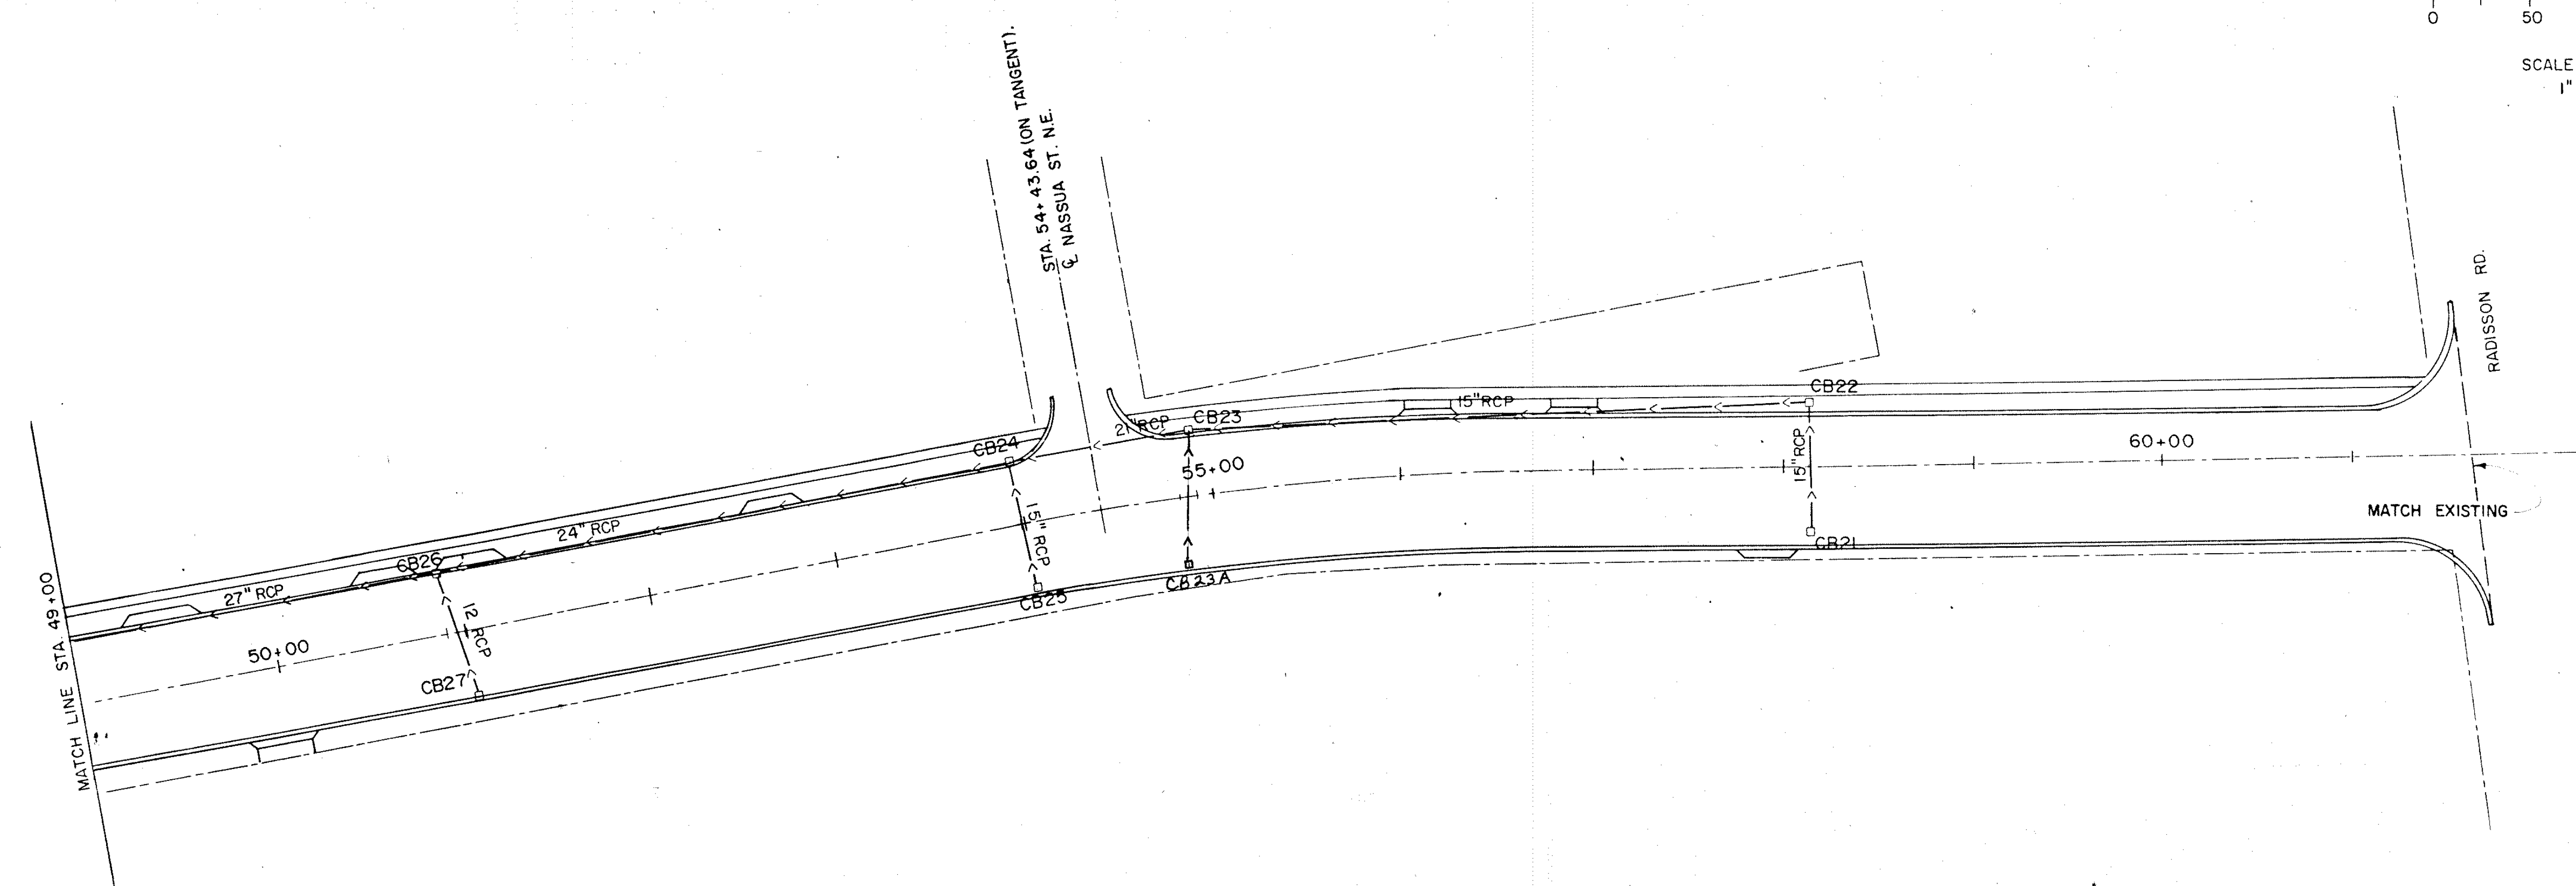 0 50
SCALE
1"
STA. 54+43.64 (ON TANGENT).
℄ NASSUA ST. N.E.
RADISSON RD.
CB22
15" RCP
CB23
21" RCP
CB24
55+00
60+00
15" RCP
MATCH EXISTING
CB21
24" RCP
15" RCP
CB23A
CB25
CB26
27" RCP
12 RCP
50+00
CB27
MATCH LINE STA. 49+00